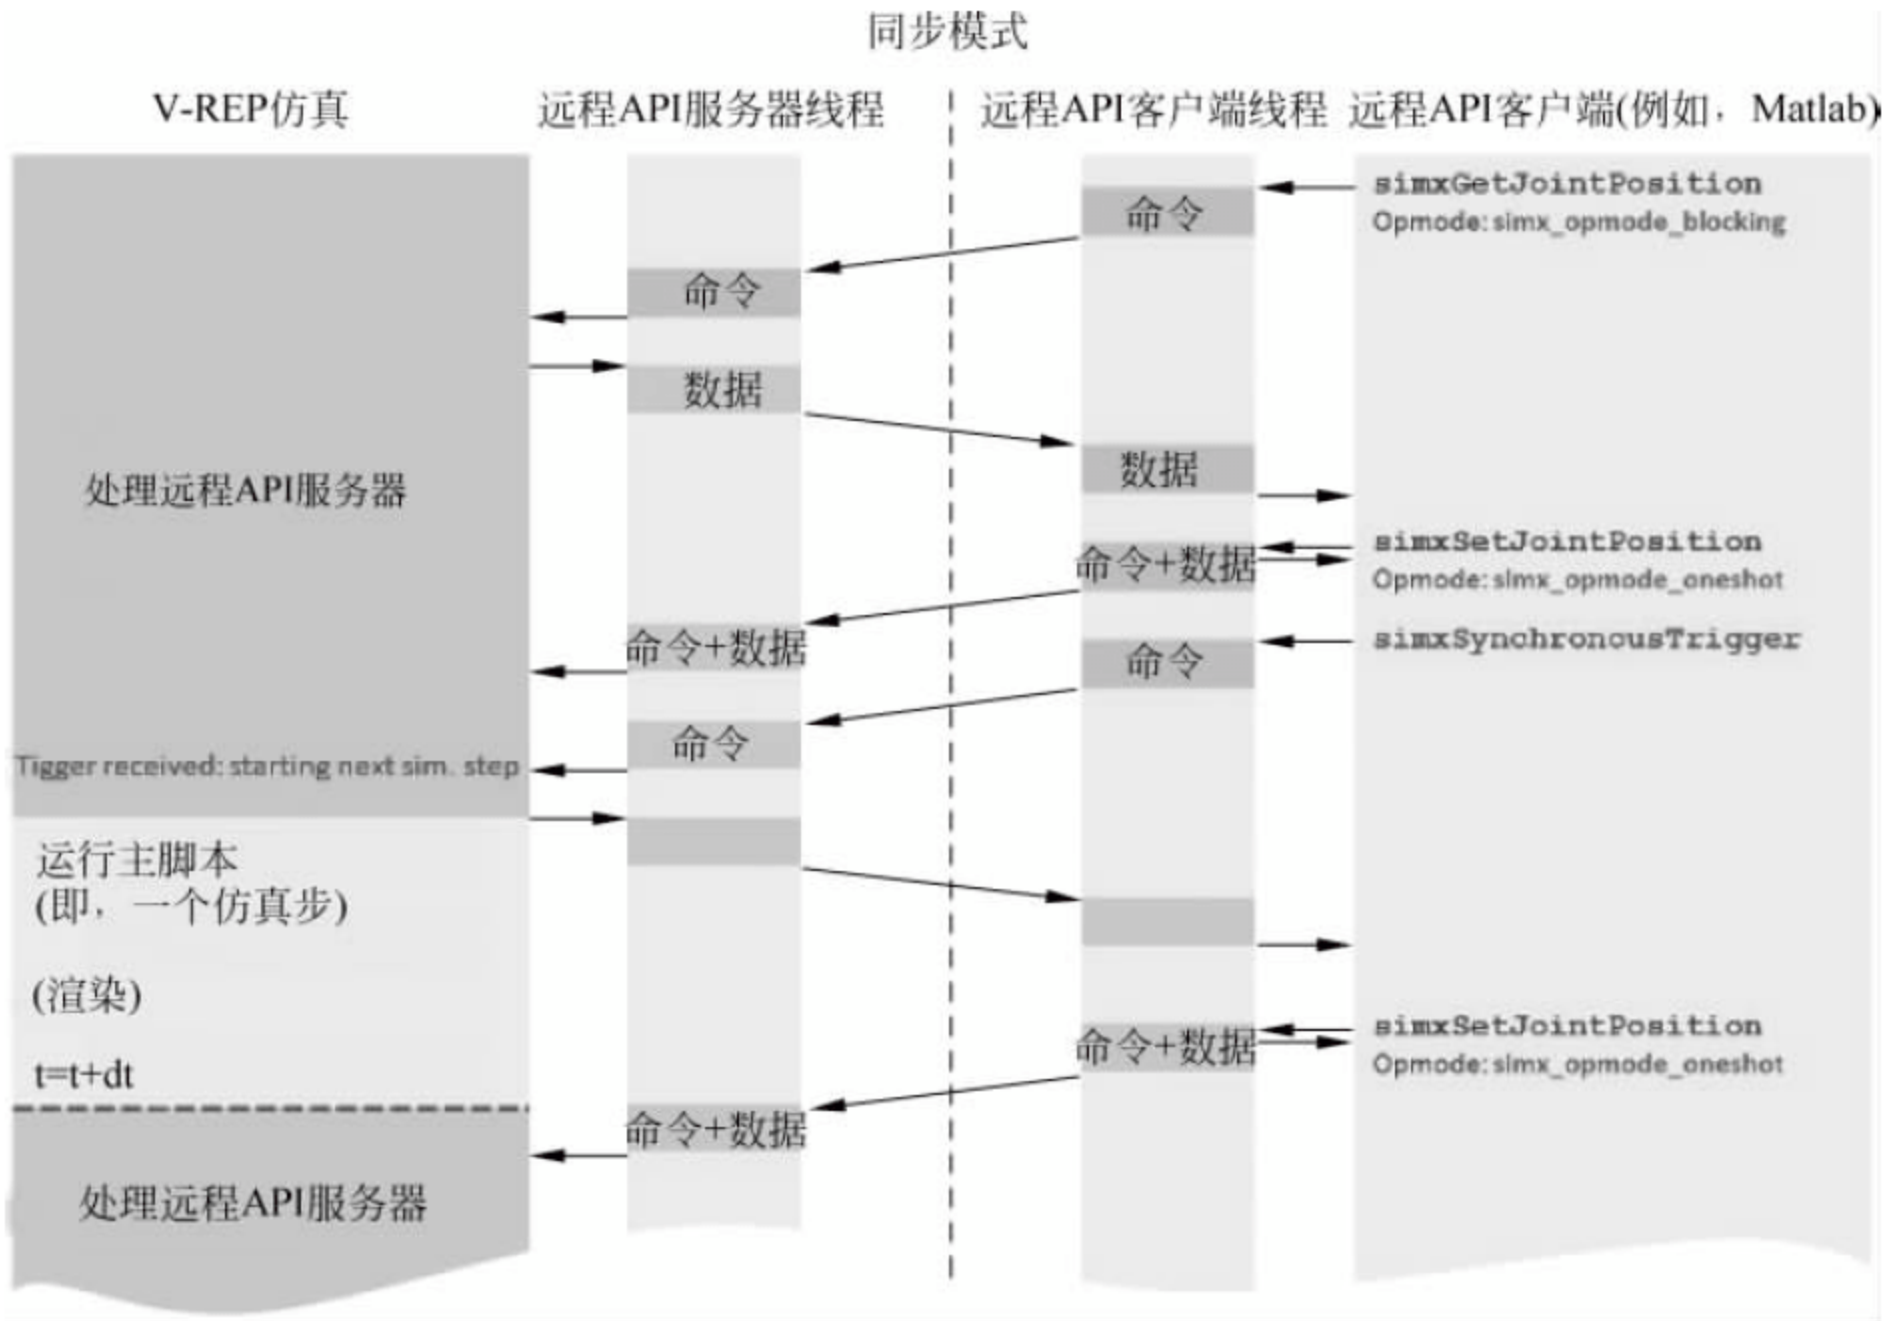 同步模式
V-REP仿真
远程API服务器线程
远程API客户端线程
远程API客户端(例如，Matlab)
simxGetJointPosition
命令
Opmode: simx_opmode_blocking
命令
数据
数据
处理远程API服务器
simxSetJointPosition
命令+数据
Opmode: simx_opmode_oneshot
命令+数据
simxSynchronousTrigger
命令
命令
Tigger received: starting next sim. step
运行主脚本
(即，一个仿真步)
(渲染)
simxSetJointPosition
命令+数据
Opmode: simx_opmode_oneshot
t=t+dt
命令+数据
处理远程API服务器